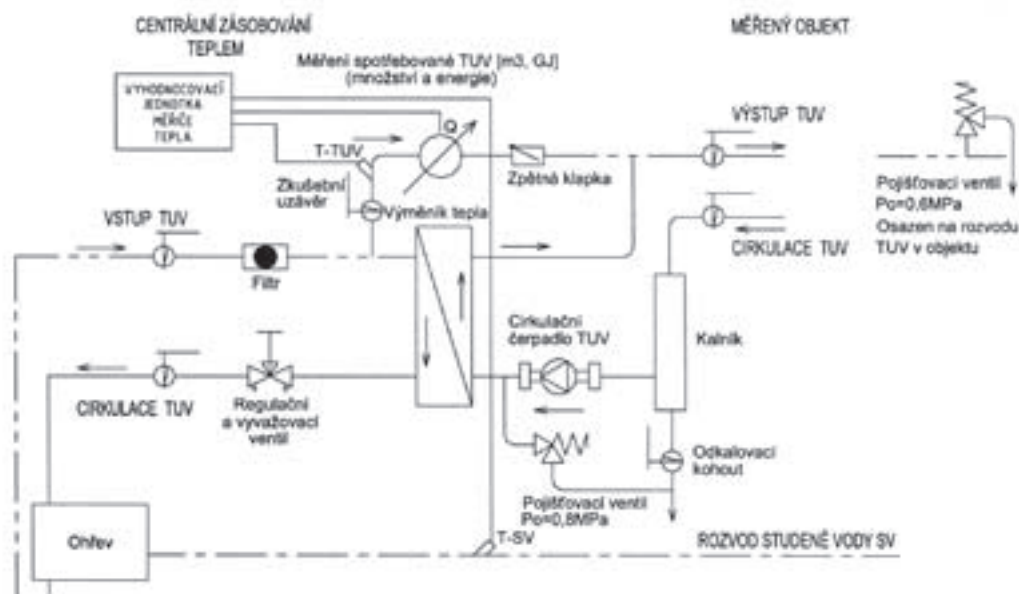 CENTRÁLNÍ ZÁSOBOVÁNÍ
TEPLEM
MĚŘENÝ OBJEKT
Měření spotřebované TUV [m3, GJ]
(množství a energie)
VYHODNOCOVACÍ
JEDNOTKA
MĚŘIČE
TEPLA
Q
T-TUV
VÝSTUP TUV
Zpětná klapka
Zkušební
uzávěr
Výměník tepla
Pojišťovací ventil
Po=0,6MPa
Osazen na rozvodu
TUV v objektu
VSTUP TUV
CIRKULACE TUV
Filtr
Cirkulační
čerpadlo TUV
Kalník
CIRKULACE TUV
Regulační
a vyvažovací
ventil
Odkalovací
kohout
Pojišťovací ventil
Po=0,8MPa
Ohřev
T-SV
ROZVOD STUDENÉ VODY SV